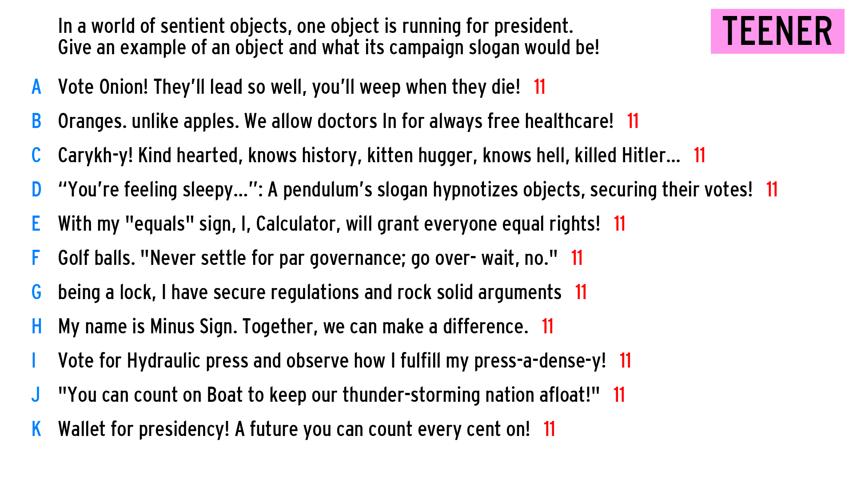 In a world of sentient objects, one object is running for president.
Give an example of an object and what its campaign slogan would be!
TEENER
A Vote Onion! They'll lead so well, you'll weep when they die! 11
B Oranges. unlike apples. We allow doctors In for always free healthcare! 11
C Carykh-y! Kind hearted, knows history, kitten hugger, knows hell, killed Hitler... 11
D “You're feeling sleepy...”: A pendulum's slogan hypnotizes objects, securing their votes! 11
E With my "equals" sign, I, Calculator, will grant everyone equal rights! 11
F Golf balls. "Never settle for par governance; go over- wait, no." 11
G being a lock, I have secure regulations and rock solid arguments 11
H My name is Minus Sign. Together, we can make a difference. 11
I Vote for Hydraulic press and observe how I fulfill my press-a-dense-y! 11
J "You can count on Boat to keep our thunder-storming nation afloat!" 11
K Wallet for presidency! A future you can count every cent on! 11